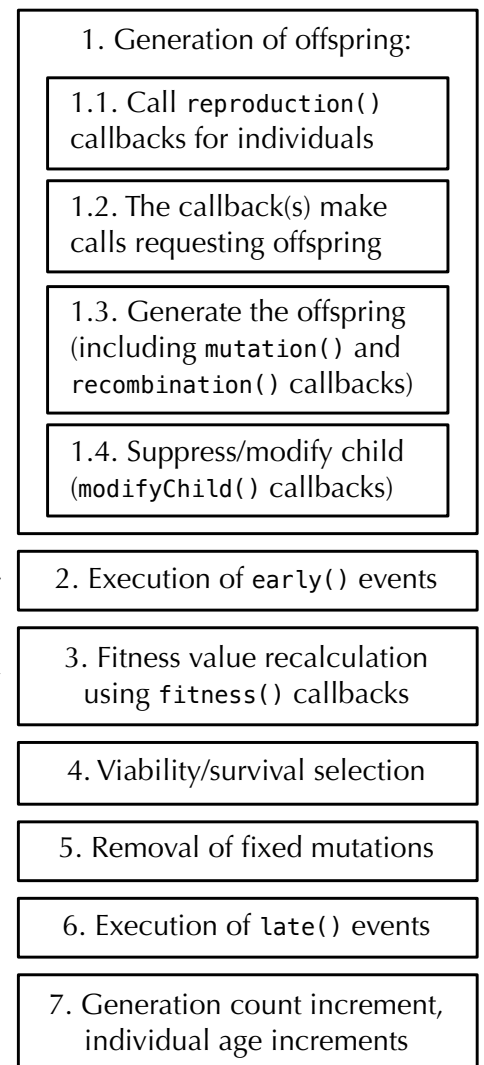 1. Generation of offspring:
1.1. Call reproduction()
callbacks for individuals
1.2. The callback(s) make
calls requesting offspring
1.3. Generate the offspring
(including mutation() and
recombination() callbacks)
1.4. Suppress/modify child
(modifyChild() callbacks)
2. Execution of early() events
3. Fitness value recalculation
using fitness() callbacks
4. Viability/survival selection
5. Removal of fixed mutations
6. Execution of late() events
7. Generation count increment,
individual age increments